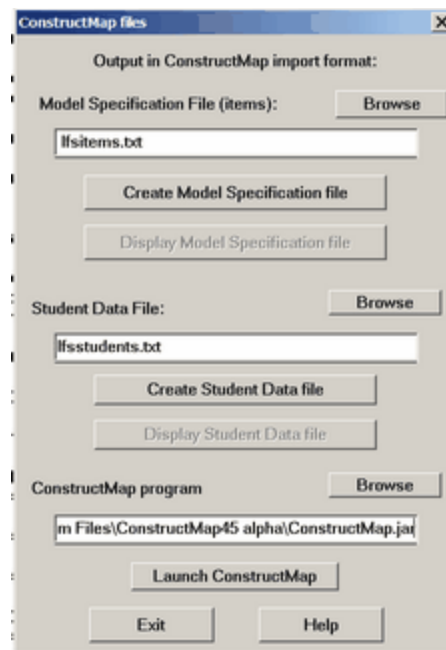 ConstructMap files
Output in ConstructMap import format:
Model Specification File (items):
Browse
lfsitems.txt
Create Model Specification file
Display Model Specification file
Browse
Student Data File:
lfsstudents.txt
Create Student Data file
Display Student Data file
Browse
ConstructMap program
m Files\ConstructMap45 alpha\ConstructMap.jar
Launch ConstructMap
Exit
Help